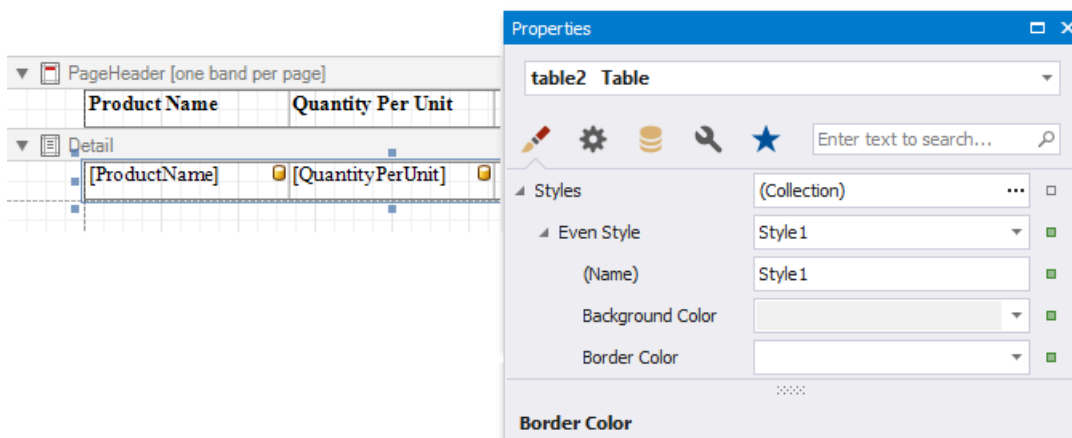 Properties
table2 Table
Enter text to search...
PageHeader [one band per page]
Product Name Quantity Per Unit
Detail
[ProductName] [QuantityPerUnit]
Styles (Collection) ...
Even Style Style1
(Name) Style1
Background Color
Border Color
Border Color